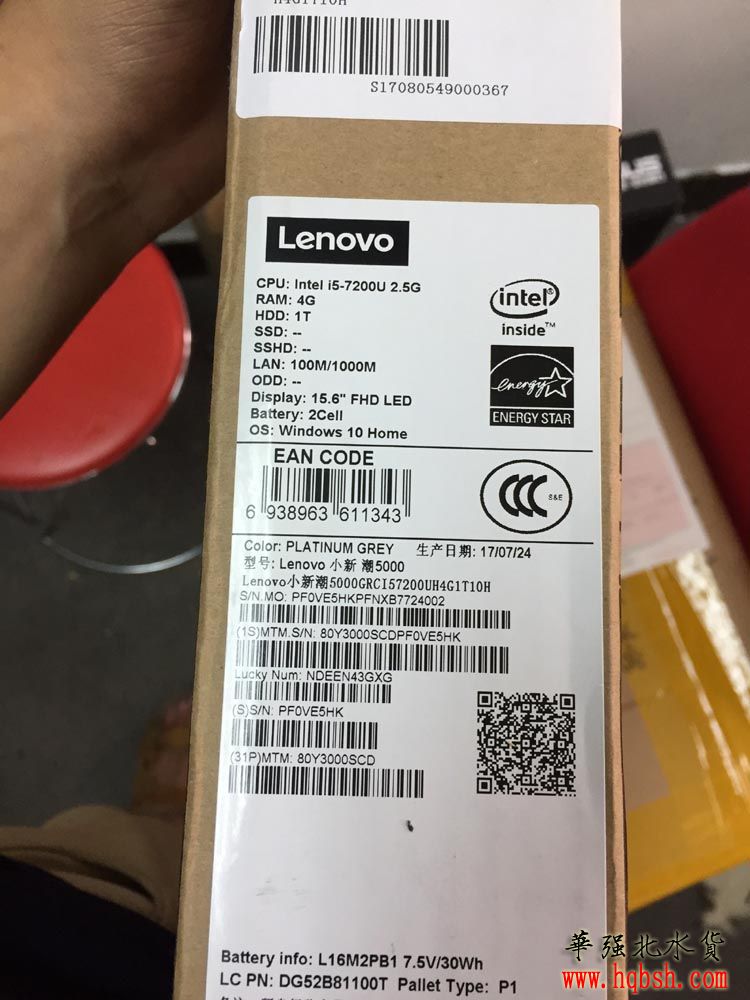 H4G1T10H
S17080549000367
Lenovo
CPU: Intel i5-7200U 2.5G
RAM: 4G
HDD: 1T
SSD: --
SSHD: --
LAN: 100M/1000M
ODD: --
Display: 15.6" FHD LED
Battery: 2Cell
OS: Windows 10 Home
intel®
inside™
energy
ENERGY STAR
EAN CODE
6 938963 611343
CCC S&E
Color: PLATINUM GREY 生产日期: 17/07/24
型号: Lenovo 小新 潮5000
Lenovo小新潮5000GRCI57200UH4G1T10H
S/N.MO: PF0VE5HKPFNXB7724002
(1S)MTM.S/N: 80Y3000SCDPF0VE5HK
Lucky Num: NDEEN43GXG
(S)S/N: PF0VE5HK
(31P)MTM: 80Y3000SCD
Battery info: L16M2PB1 7.5V/30Wh
LC PN: DG52B81100T Pallet Type: P1
華强北水貨
www.hqbsh.com